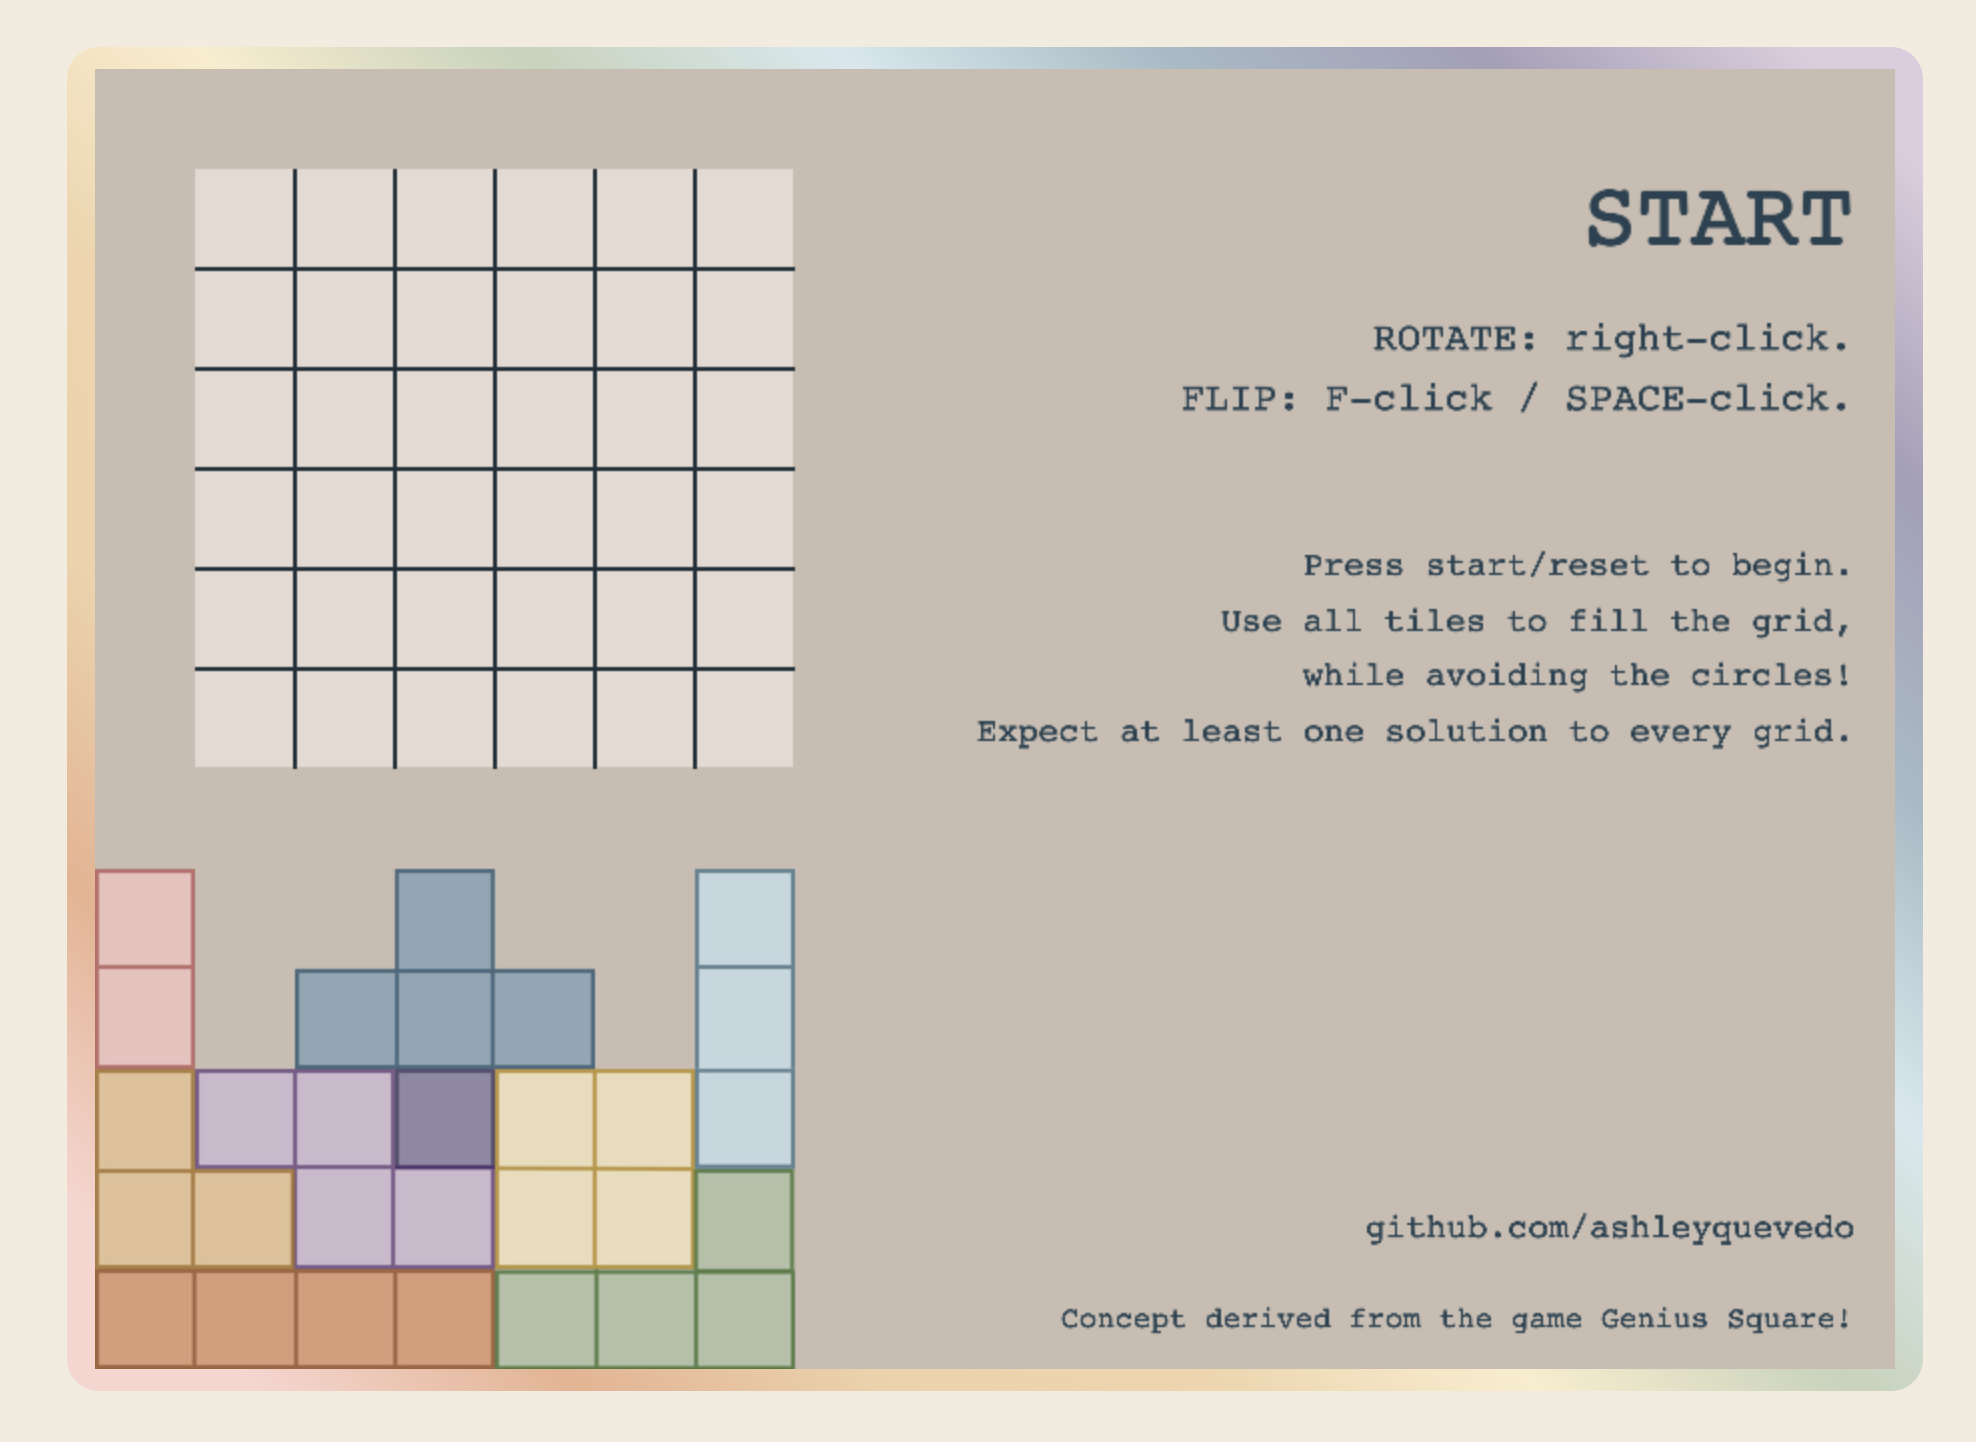 START
ROTATE: right-click.
FLIP: F-click / SPACE-click.
Press start/reset to begin.
Use all tiles to fill the grid,
while avoiding the circles!
Expect at least one solution to every grid.
github.com/ashleyquevedo
Concept derived from the game Genius Square!